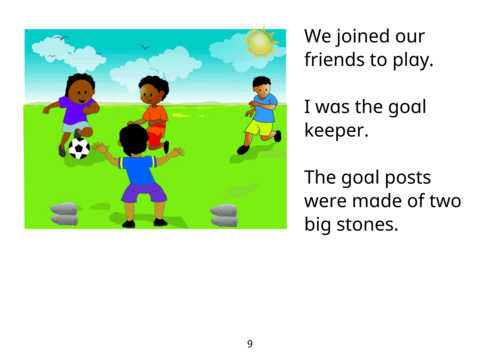 We joined our
friends to play.
I was the goal
keeper.
The goal posts
were made of two
big stones.
9